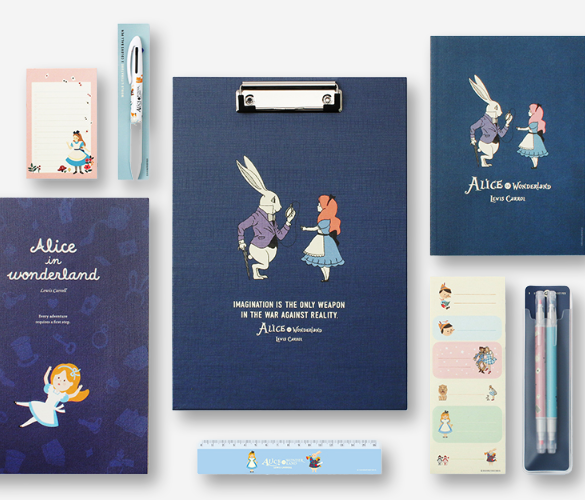 Alice
in
wonderland
Lewis Carroll
Every adventure
requires a first step.
IMAGINATION IS THE ONLY WEAPON
IN THE WAR AGAINST REALITY.
ALICE IN WONDERLAND
LEWIS CARROLL
ALICE IN WONDERLAND
LEWIS CARROLL
ALICE